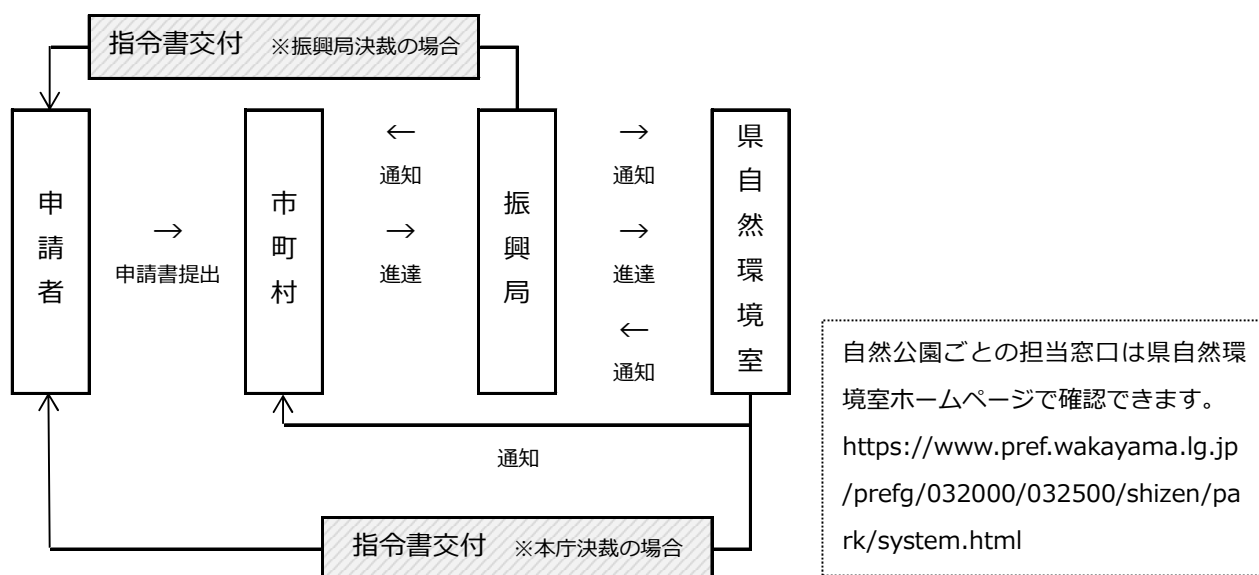 指令書交付 ※振興局決裁の場合
申請者
→
申請書提出
市町村
←
通知
→
進達
振興局
→
通知
→
進達
←
通知
県自然環境室
通知
指令書交付 ※本庁決裁の場合
自然公園ごとの担当窓口は県自然環
境室ホームページで確認できます。
https://www.pref.wakayama.lg.jp
/prefg/032000/032500/shizen/pa
rk/system.html